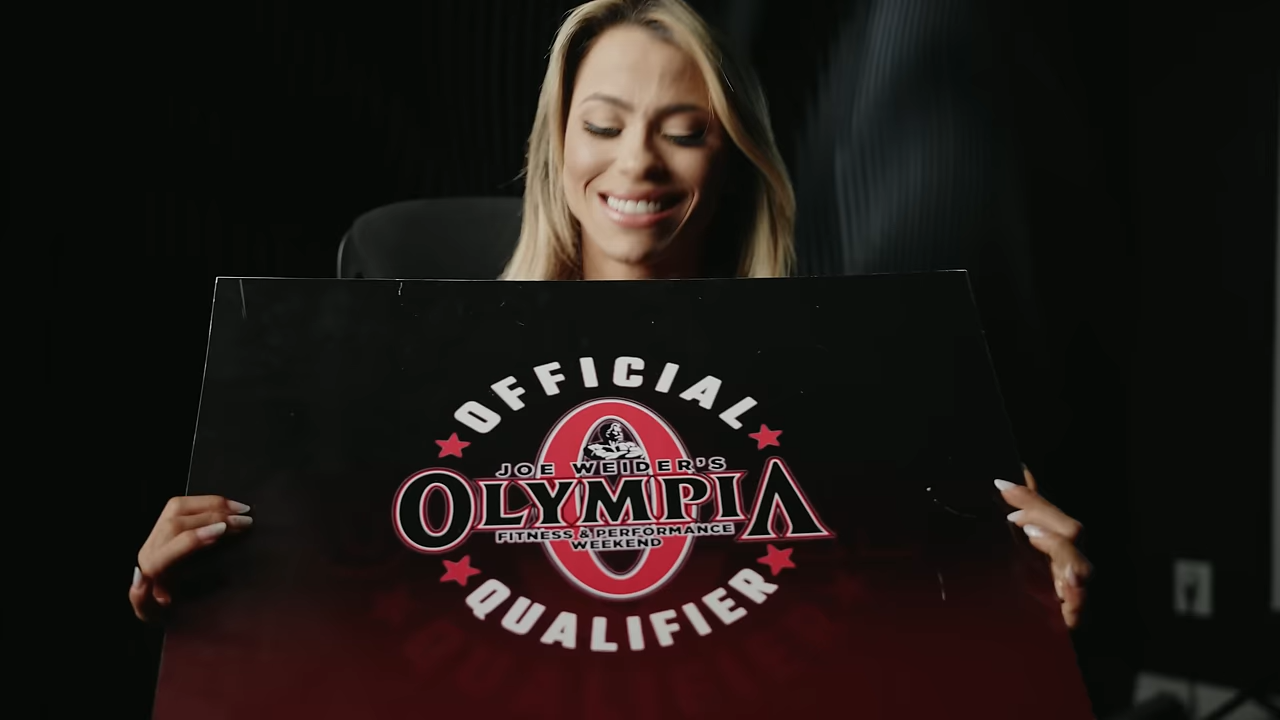 OFFICIAL
JOE WEIDER'S
OLYMPIA
FITNESS & PERFORMANCE
WEEKEND
QUALIFIER